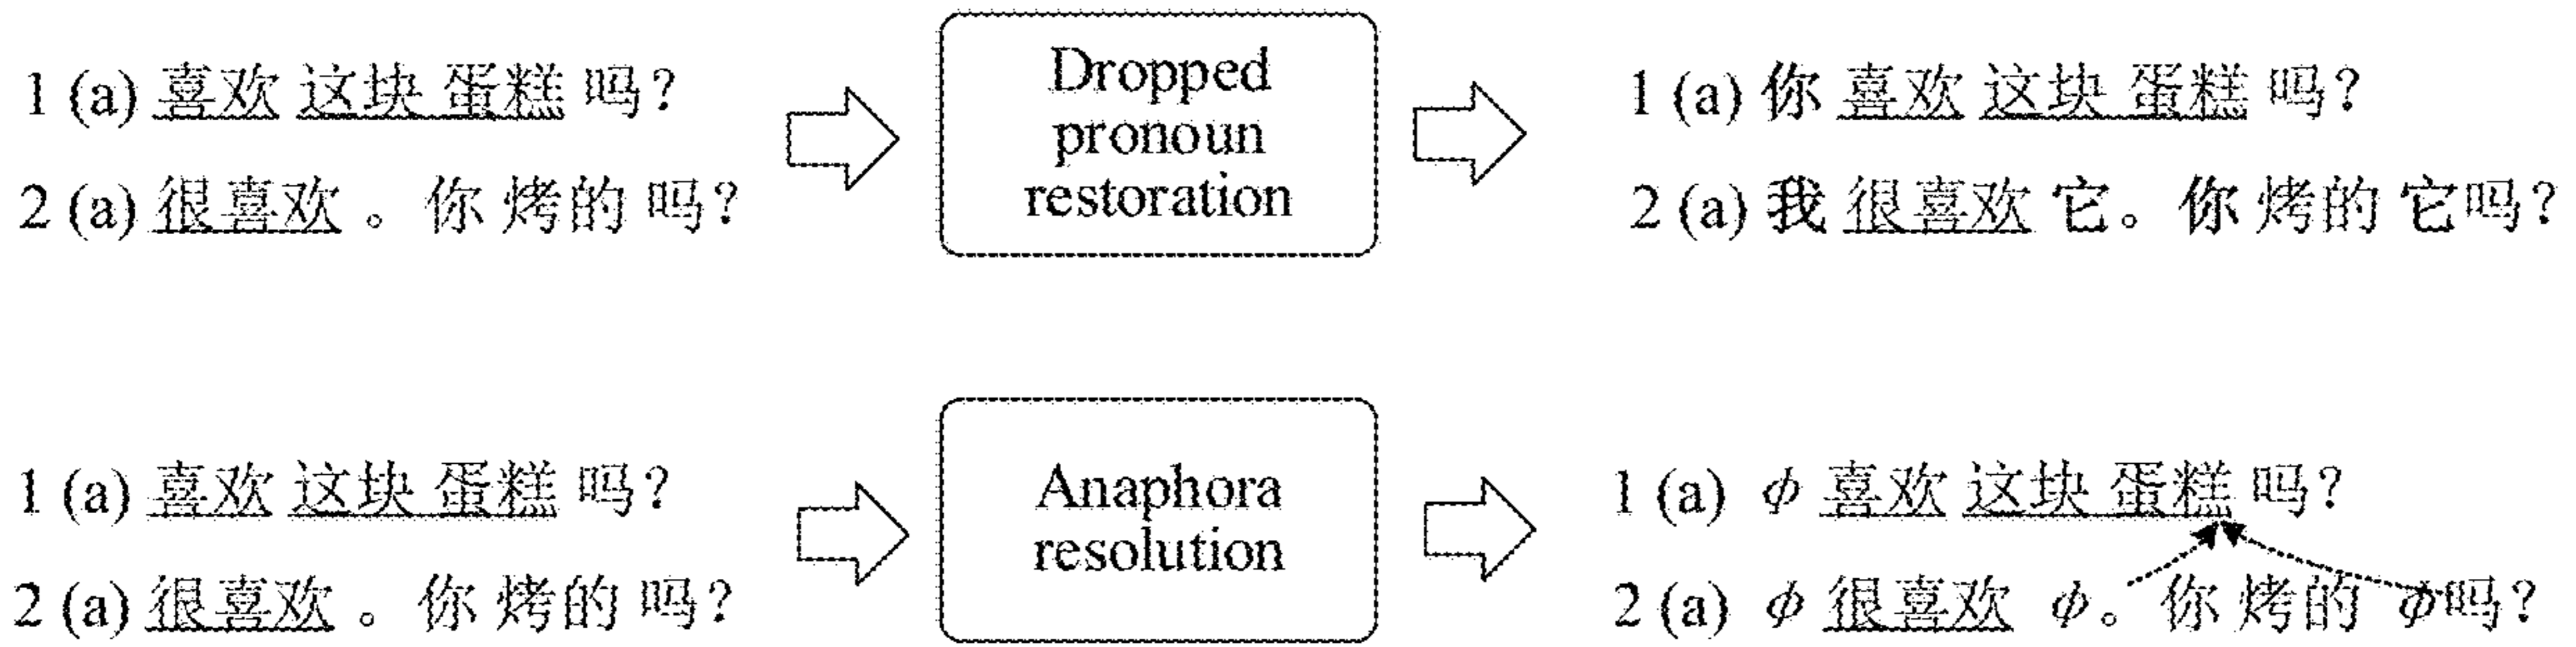 1 (a) 喜欢 这块 蛋糕 吗?
2 (a) 很喜欢 。 你 烤的 吗?
Dropped
pronoun
restoration
1 (a) 你 喜欢 这块 蛋糕 吗?
2 (a) 我 很喜欢 它。 你 烤的 它吗?
1 (a) 喜欢 这块 蛋糕 吗?
2 (a) 很喜欢 。 你 烤的 吗?
Anaphora
resolution
1 (a) ϕ 喜欢 这块 蛋糕 吗?
2 (a) ϕ 很喜欢 ϕ。 你 烤的 ϕ吗?